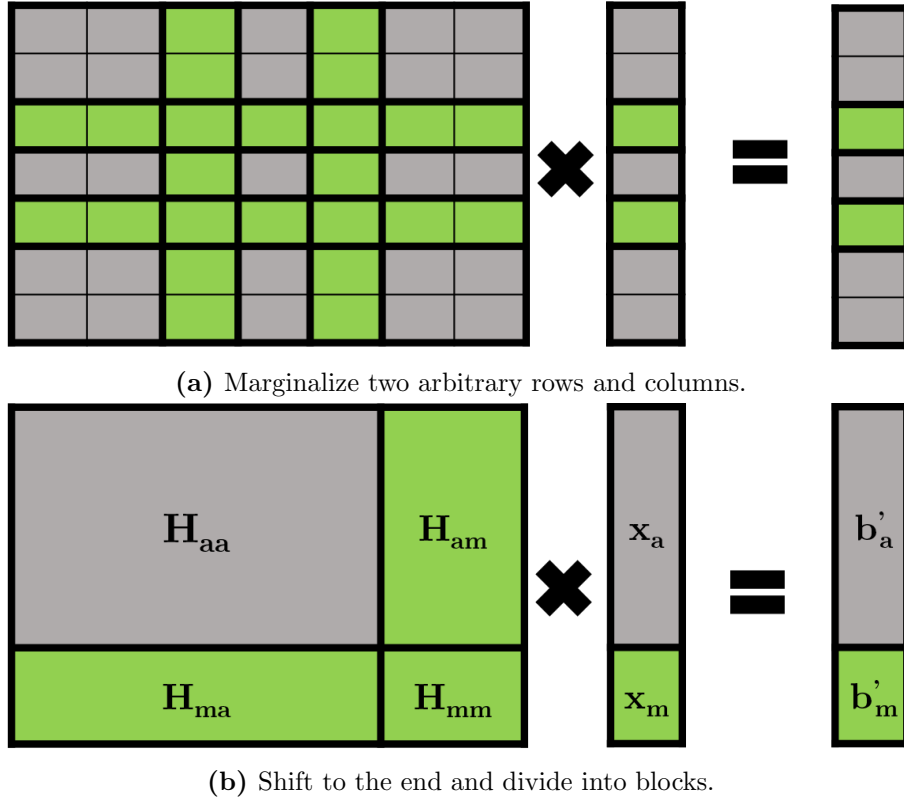 (a) Marginalize two arbitrary rows and columns.
H_aa H_am x_a b'_a
H_ma H_mm x_m b'_m
(b) Shift to the end and divide into blocks.